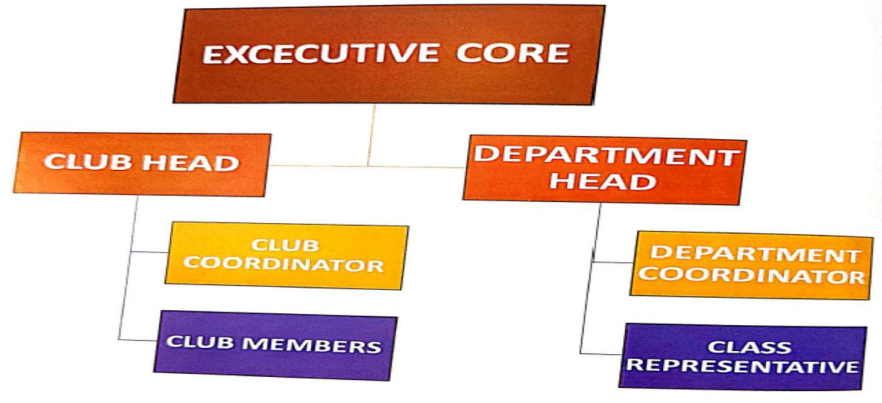 EXCECUTIVE CORE
CLUB HEAD
DEPARTMENT
HEAD
CLUB
COORDINATOR
DEPARTMENT
COORDINATOR
CLUB MEMBERS
CLASS
REPRESENTATIVE